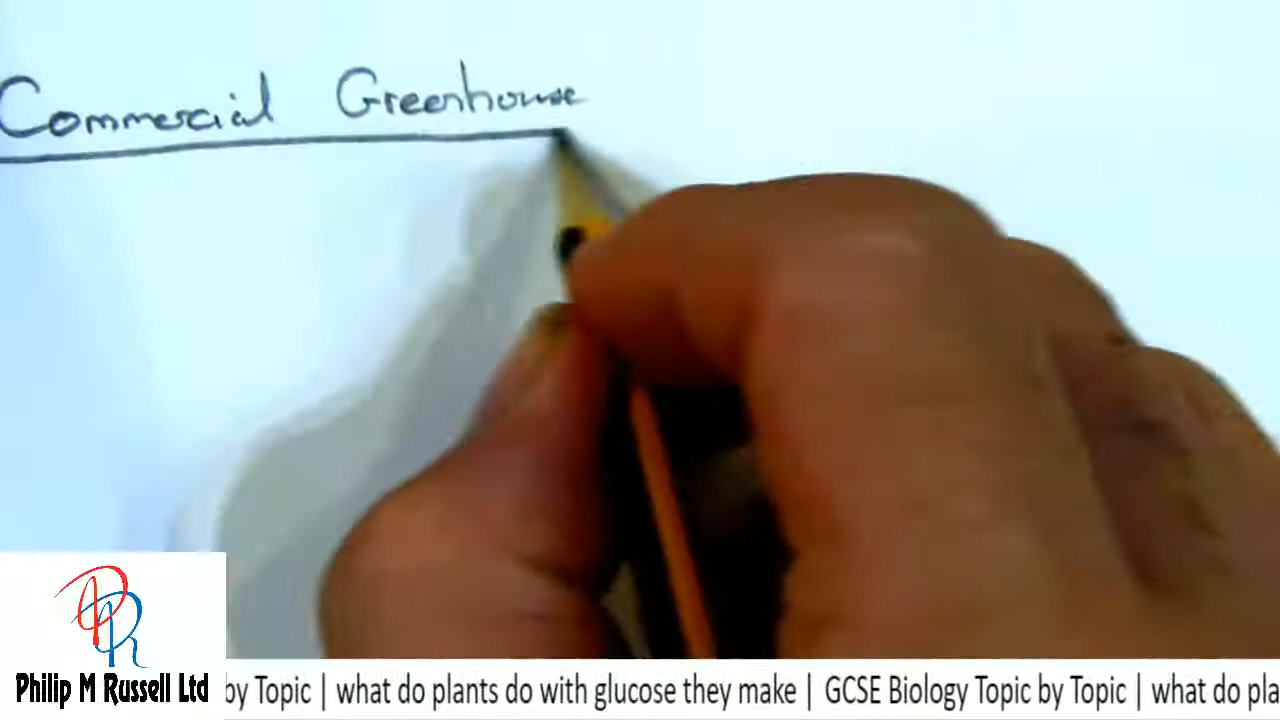 Commercial Greenhouse
Philip M Russell Ltd
by Topic | what do plants do with glucose they make | GCSE Biology Topic by Topic | what do pla